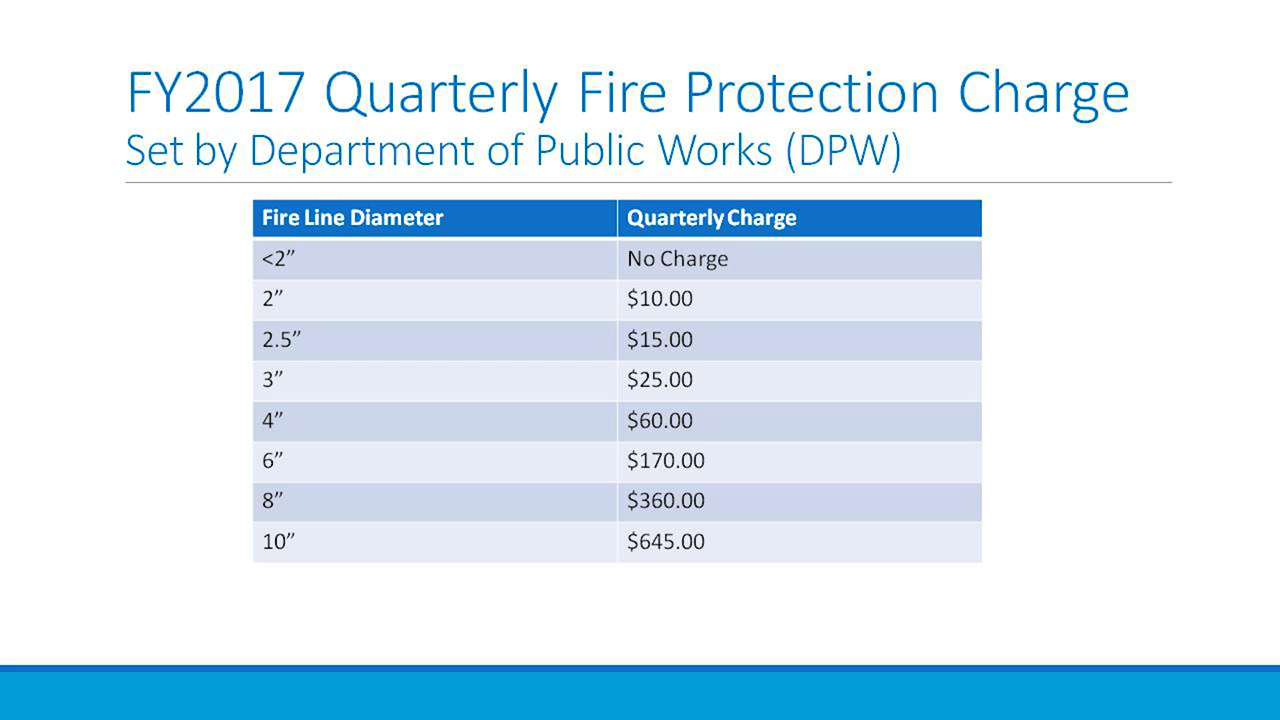 FY2017 Quarterly Fire Protection Charge
Set by Department of Public Works (DPW)
Fire Line Diameter Quarterly Charge
<2” No Charge
2” $10.00
2.5” $15.00
3” $25.00
4” $60.00
6” $170.00
8” $360.00
10” $645.00